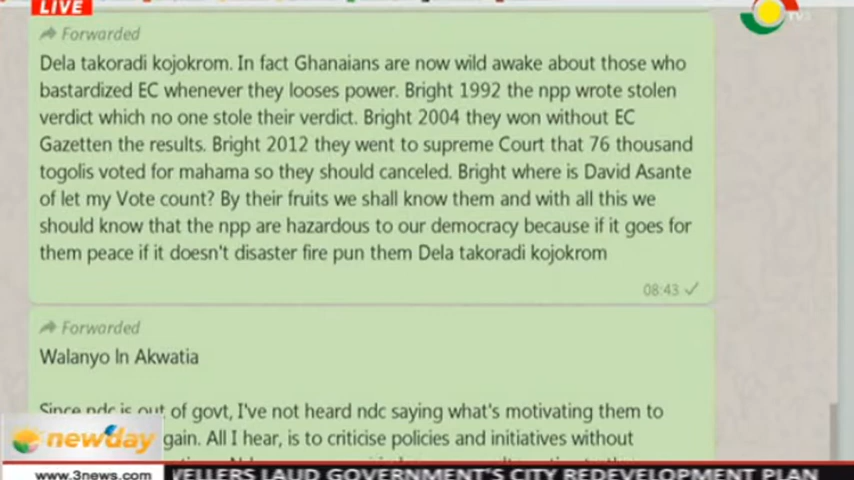 LIVE
TV3
Forwarded
Dela takoradi kojokrom. In fact Ghanaians are now wild awake about those who
bastardized EC whenever they looses power. Bright 1992 the npp wrote stolen
verdict which no one stole their verdict. Bright 2004 they won without EC
Gazetten the results. Bright 2012 they went to supreme Court that 76 thousand
togolis voted for mahama so they should canceled. Bright where is David Asante
of let my Vote count? By their fruits we shall know them and with all this we
should know that the npp are hazardous to our democracy because if it goes for
them peace if it doesn't disaster fire pun them Dela takoradi kojokrom
08:43
Forwarded
Walanyo In Akwatia
Since ndc is out of govt, I've not heard ndc saying what's motivating them to
gain. All I hear, is to criticise policies and initiatives without
newday
www.3news.com
VELLERS LAUD GOVERNMENT'S CITY REDEVELOPMENT PLAN